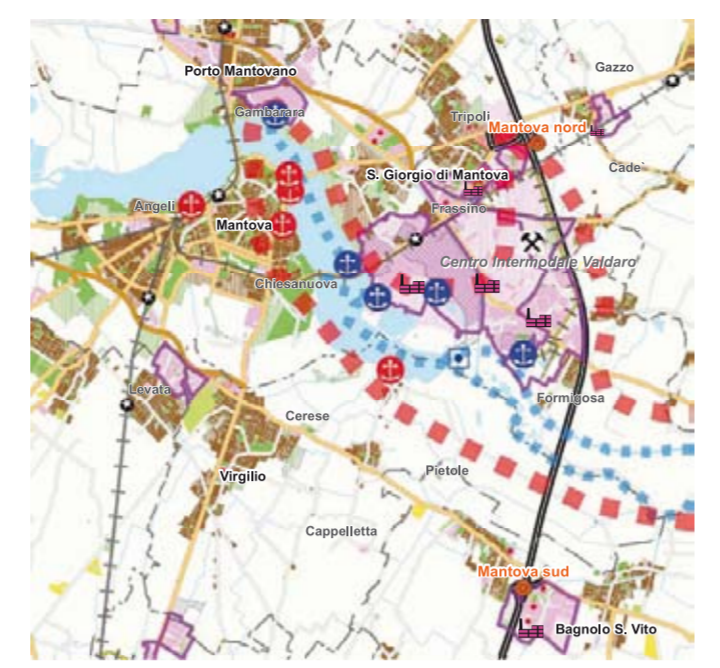 Gazzo
Porto Mantovano
Gambarara
Tripoli
Mantova nord
Cade`
S. Giorgio di Mantova
Angeli
Frassino
Mantova
Centro Intermodale Valdaro
Chiesanuova
Levata
Formigosa
Cerese
Pietole
Virgilio
Cappelletta
Mantova sud
Bagnolo S. Vito